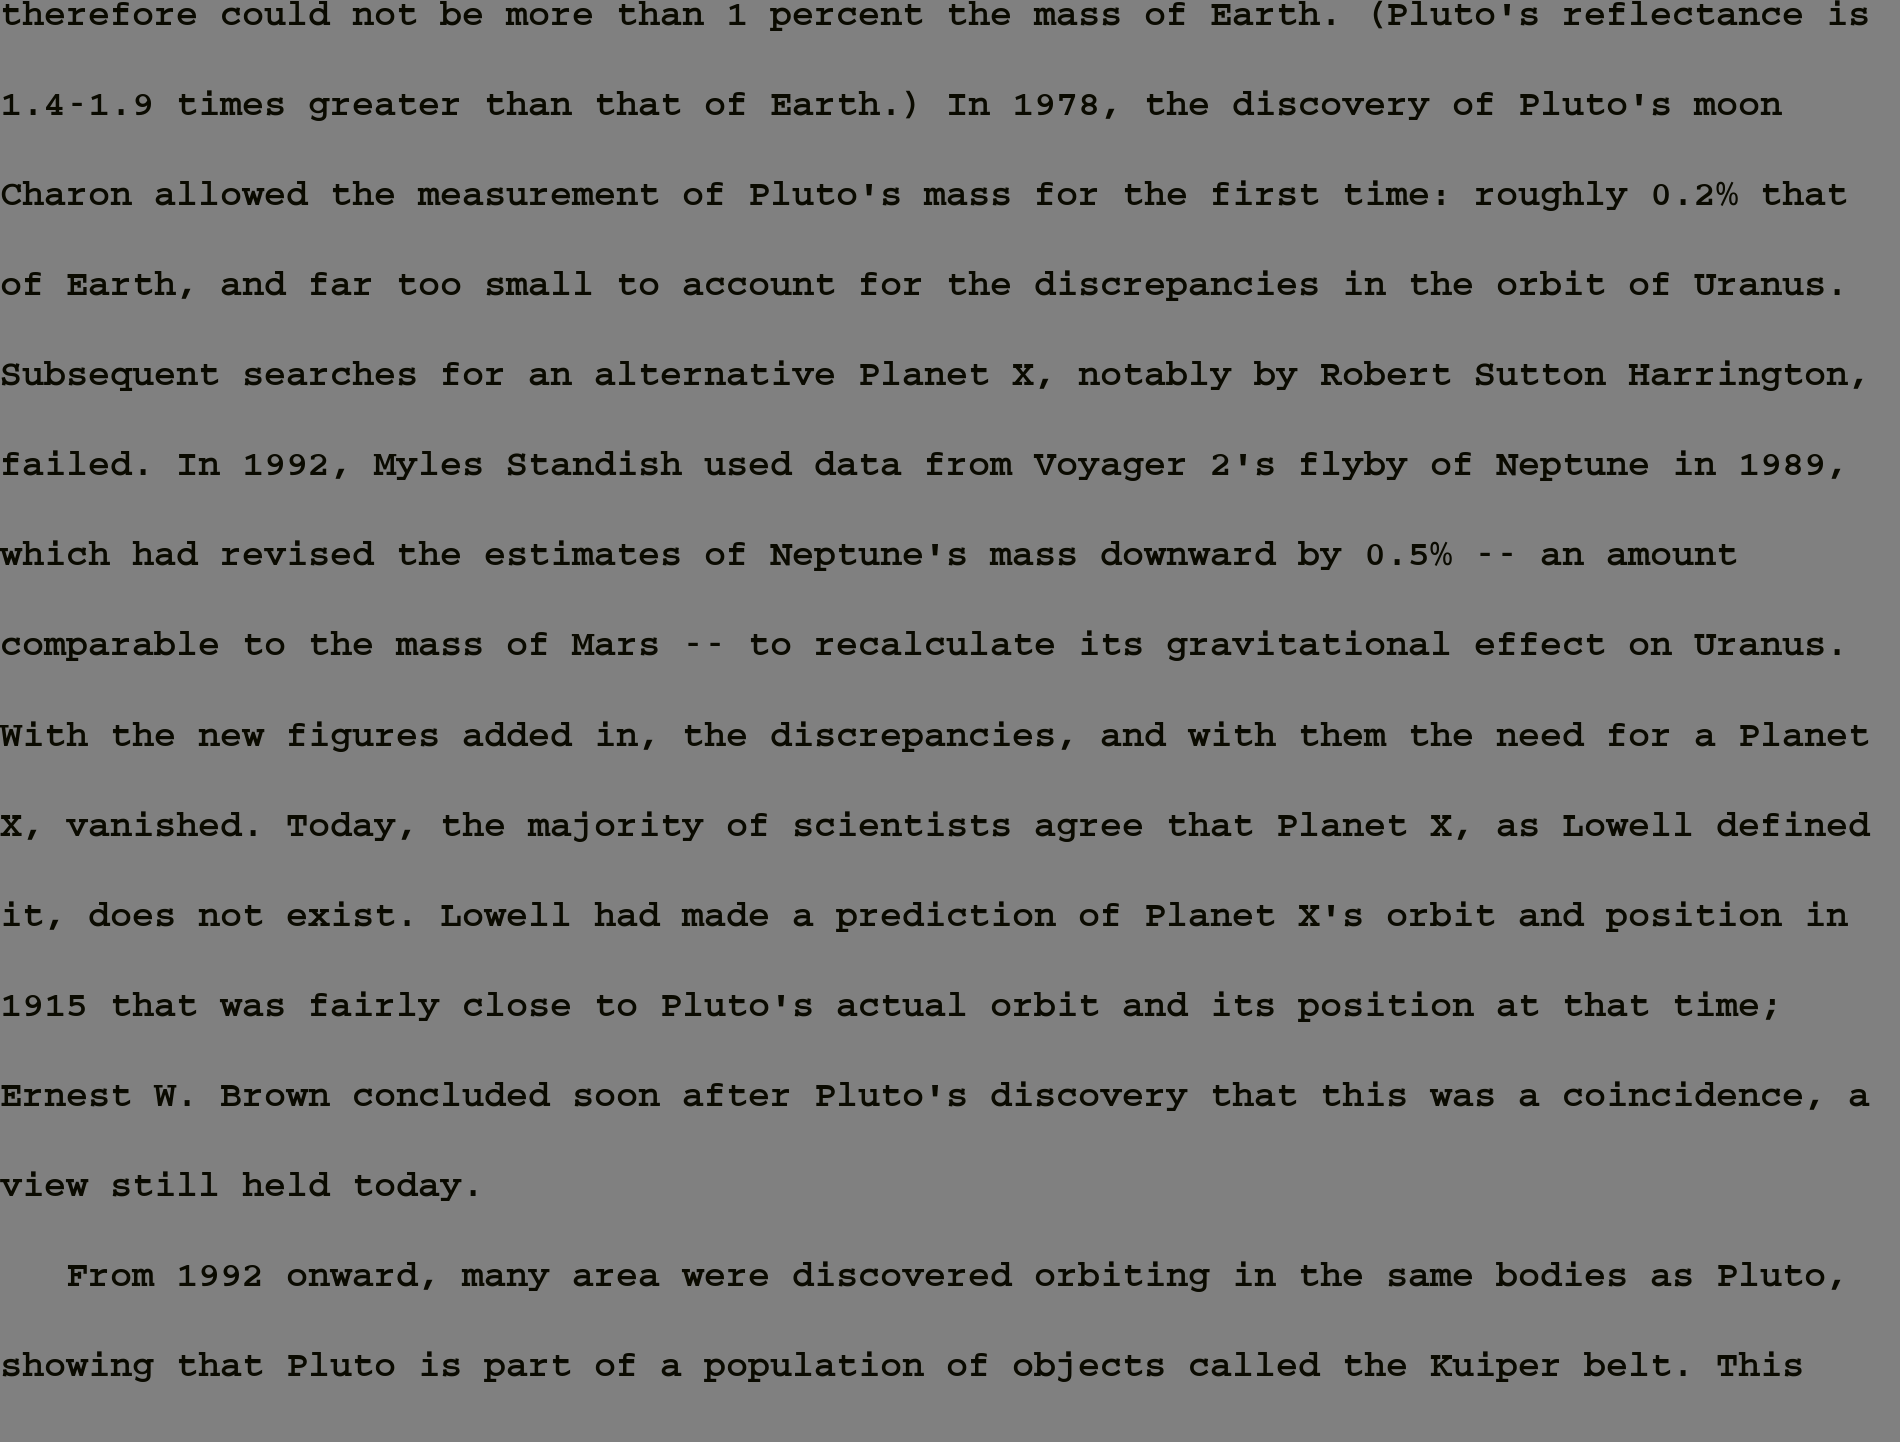 therefore could not be more than 1 percent the mass of Earth. (Pluto's reflectance is
1.4-1.9 times greater than that of Earth.) In 1978, the discovery of Pluto's moon
Charon allowed the measurement of Pluto's mass for the first time: roughly 0.2% that
of Earth, and far too small to account for the discrepancies in the orbit of Uranus.
Subsequent searches for an alternative Planet X, notably by Robert Sutton Harrington,
failed. In 1992, Myles Standish used data from Voyager 2's flyby of Neptune in 1989,
which had revised the estimates of Neptune's mass downward by 0.5% -- an amount
comparable to the mass of Mars -- to recalculate its gravitational effect on Uranus.
With the new figures added in, the discrepancies, and with them the need for a Planet
X, vanished. Today, the majority of scientists agree that Planet X, as Lowell defined
it, does not exist. Lowell had made a prediction of Planet X's orbit and position in
1915 that was fairly close to Pluto's actual orbit and its position at that time;
Ernest W. Brown concluded soon after Pluto's discovery that this was a coincidence, a
view still held today.
From 1992 onward, many area were discovered orbiting in the same bodies as Pluto,
showing that Pluto is part of a population of objects called the Kuiper belt. This